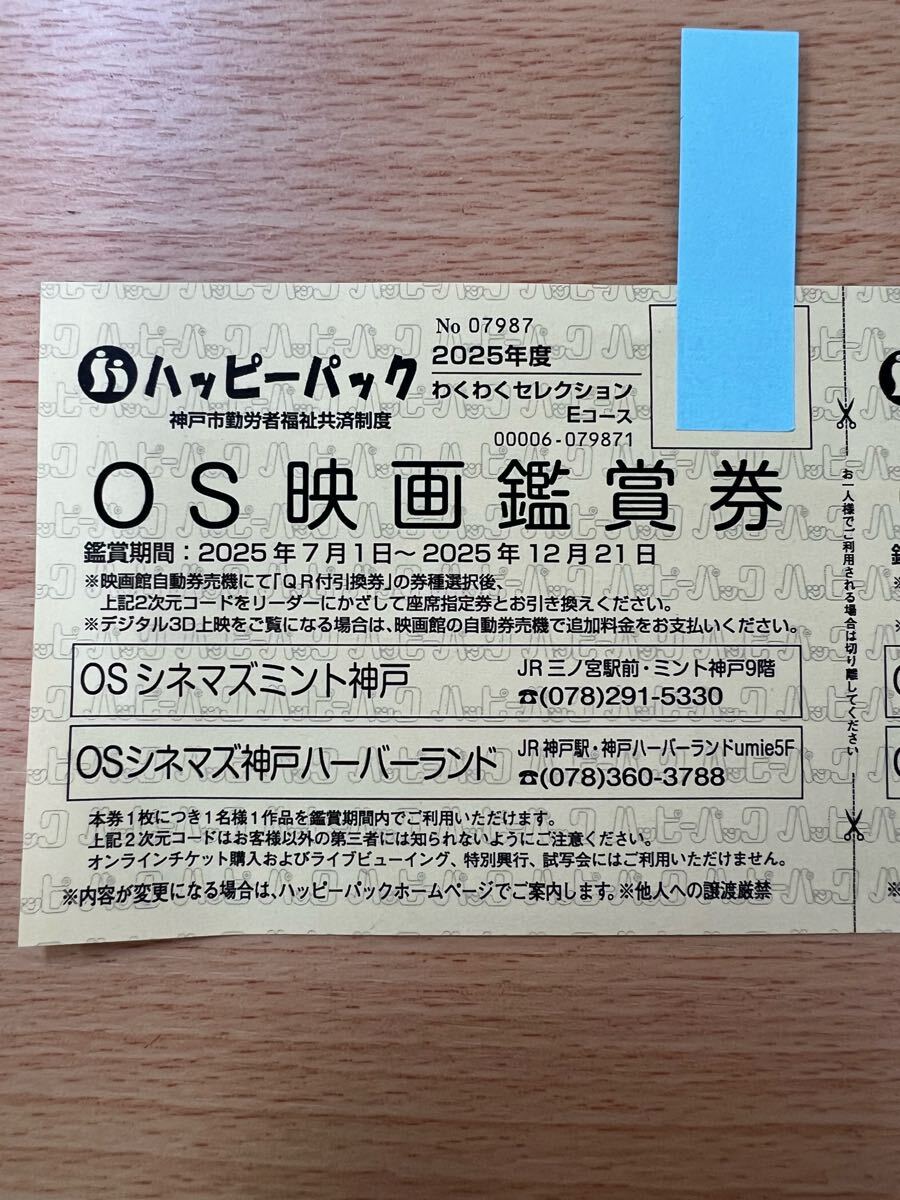 No 07987
ハッピーパック
神戸市勤労者福祉共済制度
2025年度
わくわくセレクション
Eコース
00006-079871
OS映画鑑賞券
鑑賞期間：2025年7月1日～2025年12月21日
※映画館自動券売機にて「QR付引換券」の券種選択後、
上記2次元コードをリーダーにかざして座席指定券とお引き換えください。
※デジタル3D上映をご覧になる場合は、映画館の自動券売機で追加料金をお支払いください。
OSシネマズミント神戸
JR三ノ宮駅前・ミント神戸9階
☎(078)291-5330
OSシネマズ神戸ハーバーランド
JR神戸駅・神戸ハーバーランドumie5F
☎(078)360-3788
本券1枚につき1名様1作品を鑑賞期間内でご利用いただけます。
上記2次元コードはお客様以外の第三者には知られないようにご注意ください。
オンラインチケット購入およびライブビューイング、特別興行、試写会にはご利用いただけません。
※内容が変更になる場合は、ハッピーパックホームページでご案内します。※他人への譲渡厳禁
お一人様でご利用される場合は切り離してください